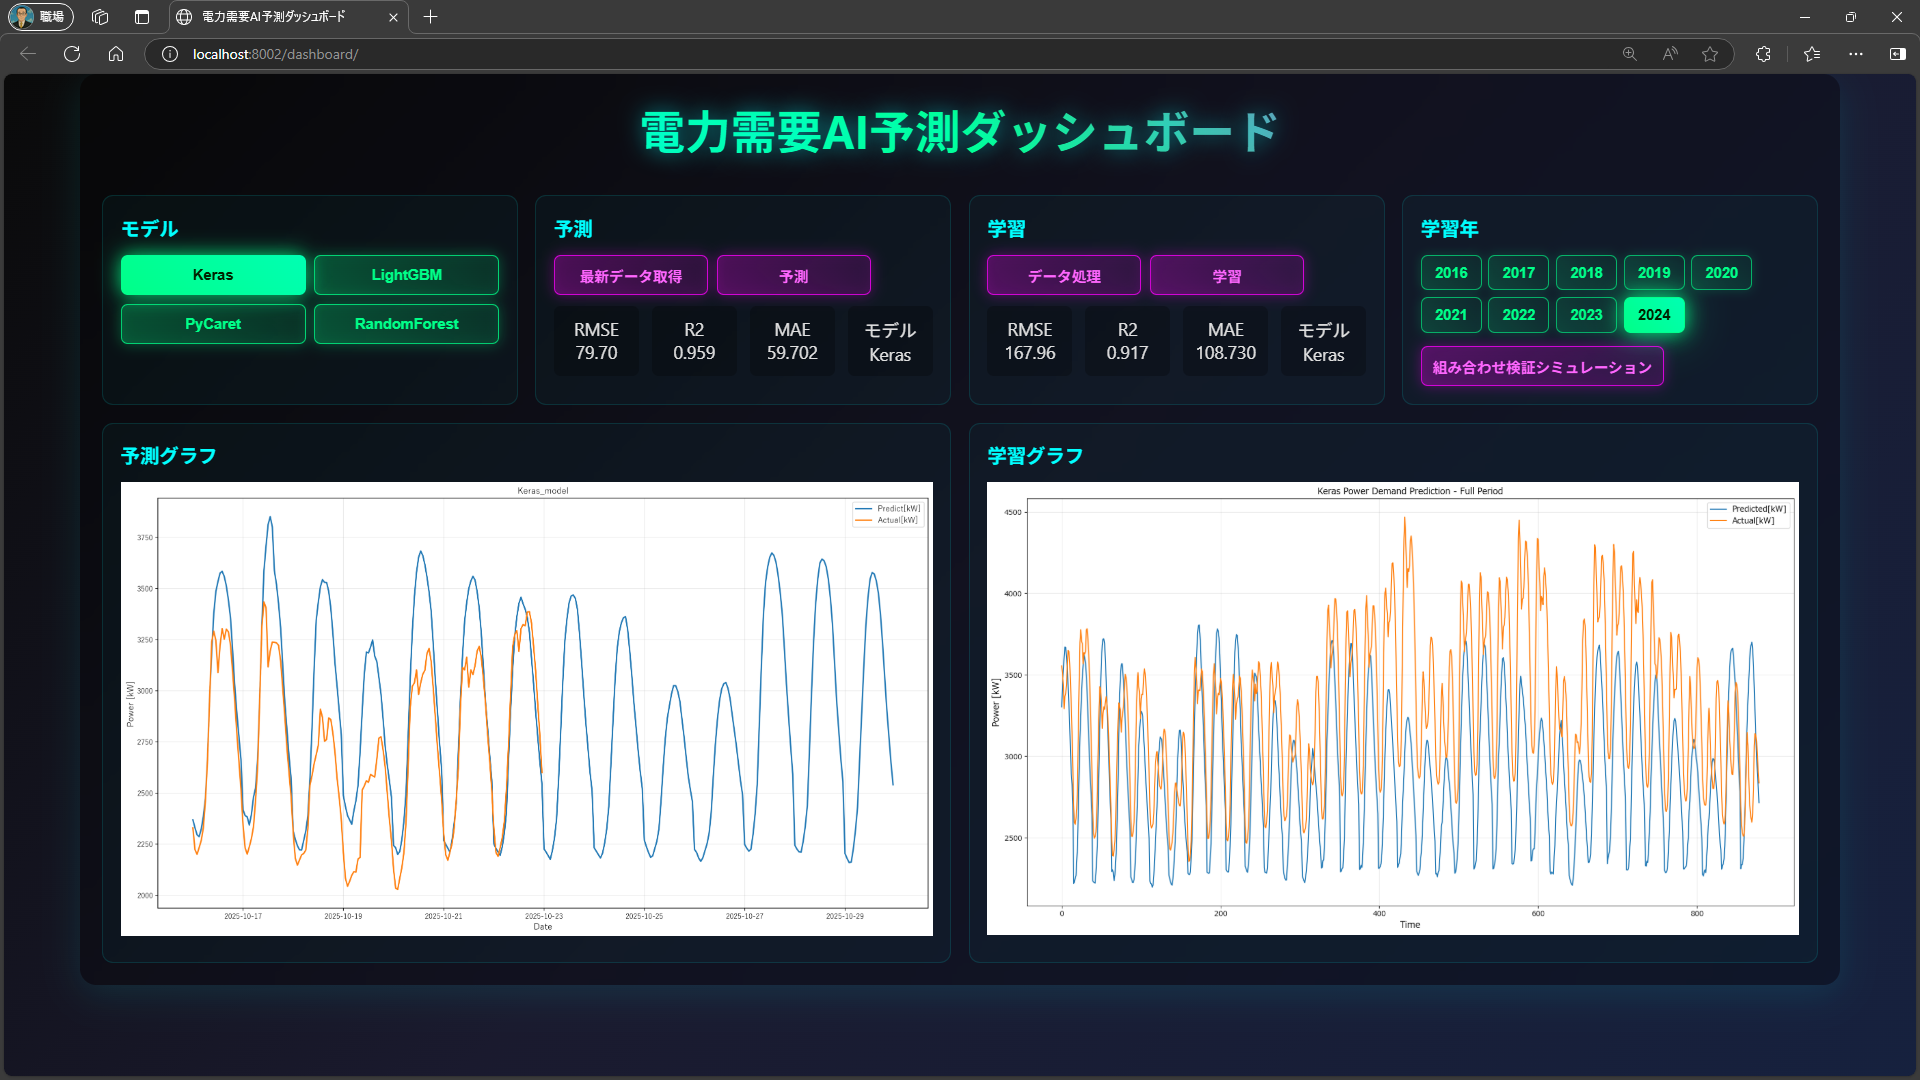 職場
電力需要AI予測ダッシュボード
localhost:8002/dashboard/
電力需要AI予測ダッシュボード
モデル
Keras
LightGBM
PyCaret
RandomForest
予測
最新データ取得
予測
RMSE
79.70
R2
0.959
MAE
59.702
モデル
Keras
学習
データ処理
学習
RMSE
167.96
R2
0.917
MAE
108.730
モデル
Keras
学習年
2016
2017
2018
2019
2020
2021
2022
2023
2024
組み合わせ検証シミュレーション
予測グラフ
Keras_model
Predict[kW]
Actual[kW]
3750
3500
3250
3000
2750
2500
2250
2000
Power [kW]
2025-10-17
2025-10-19
2025-10-21
2025-10-23
2025-10-25
2025-10-27
2025-10-29
Date
学習グラフ
Keras Power Demand Prediction - Full Period
Predicted[kW]
Actual[kW]
4500
4000
3500
3000
2500
Power [kW]
0
200
400
600
800
Time